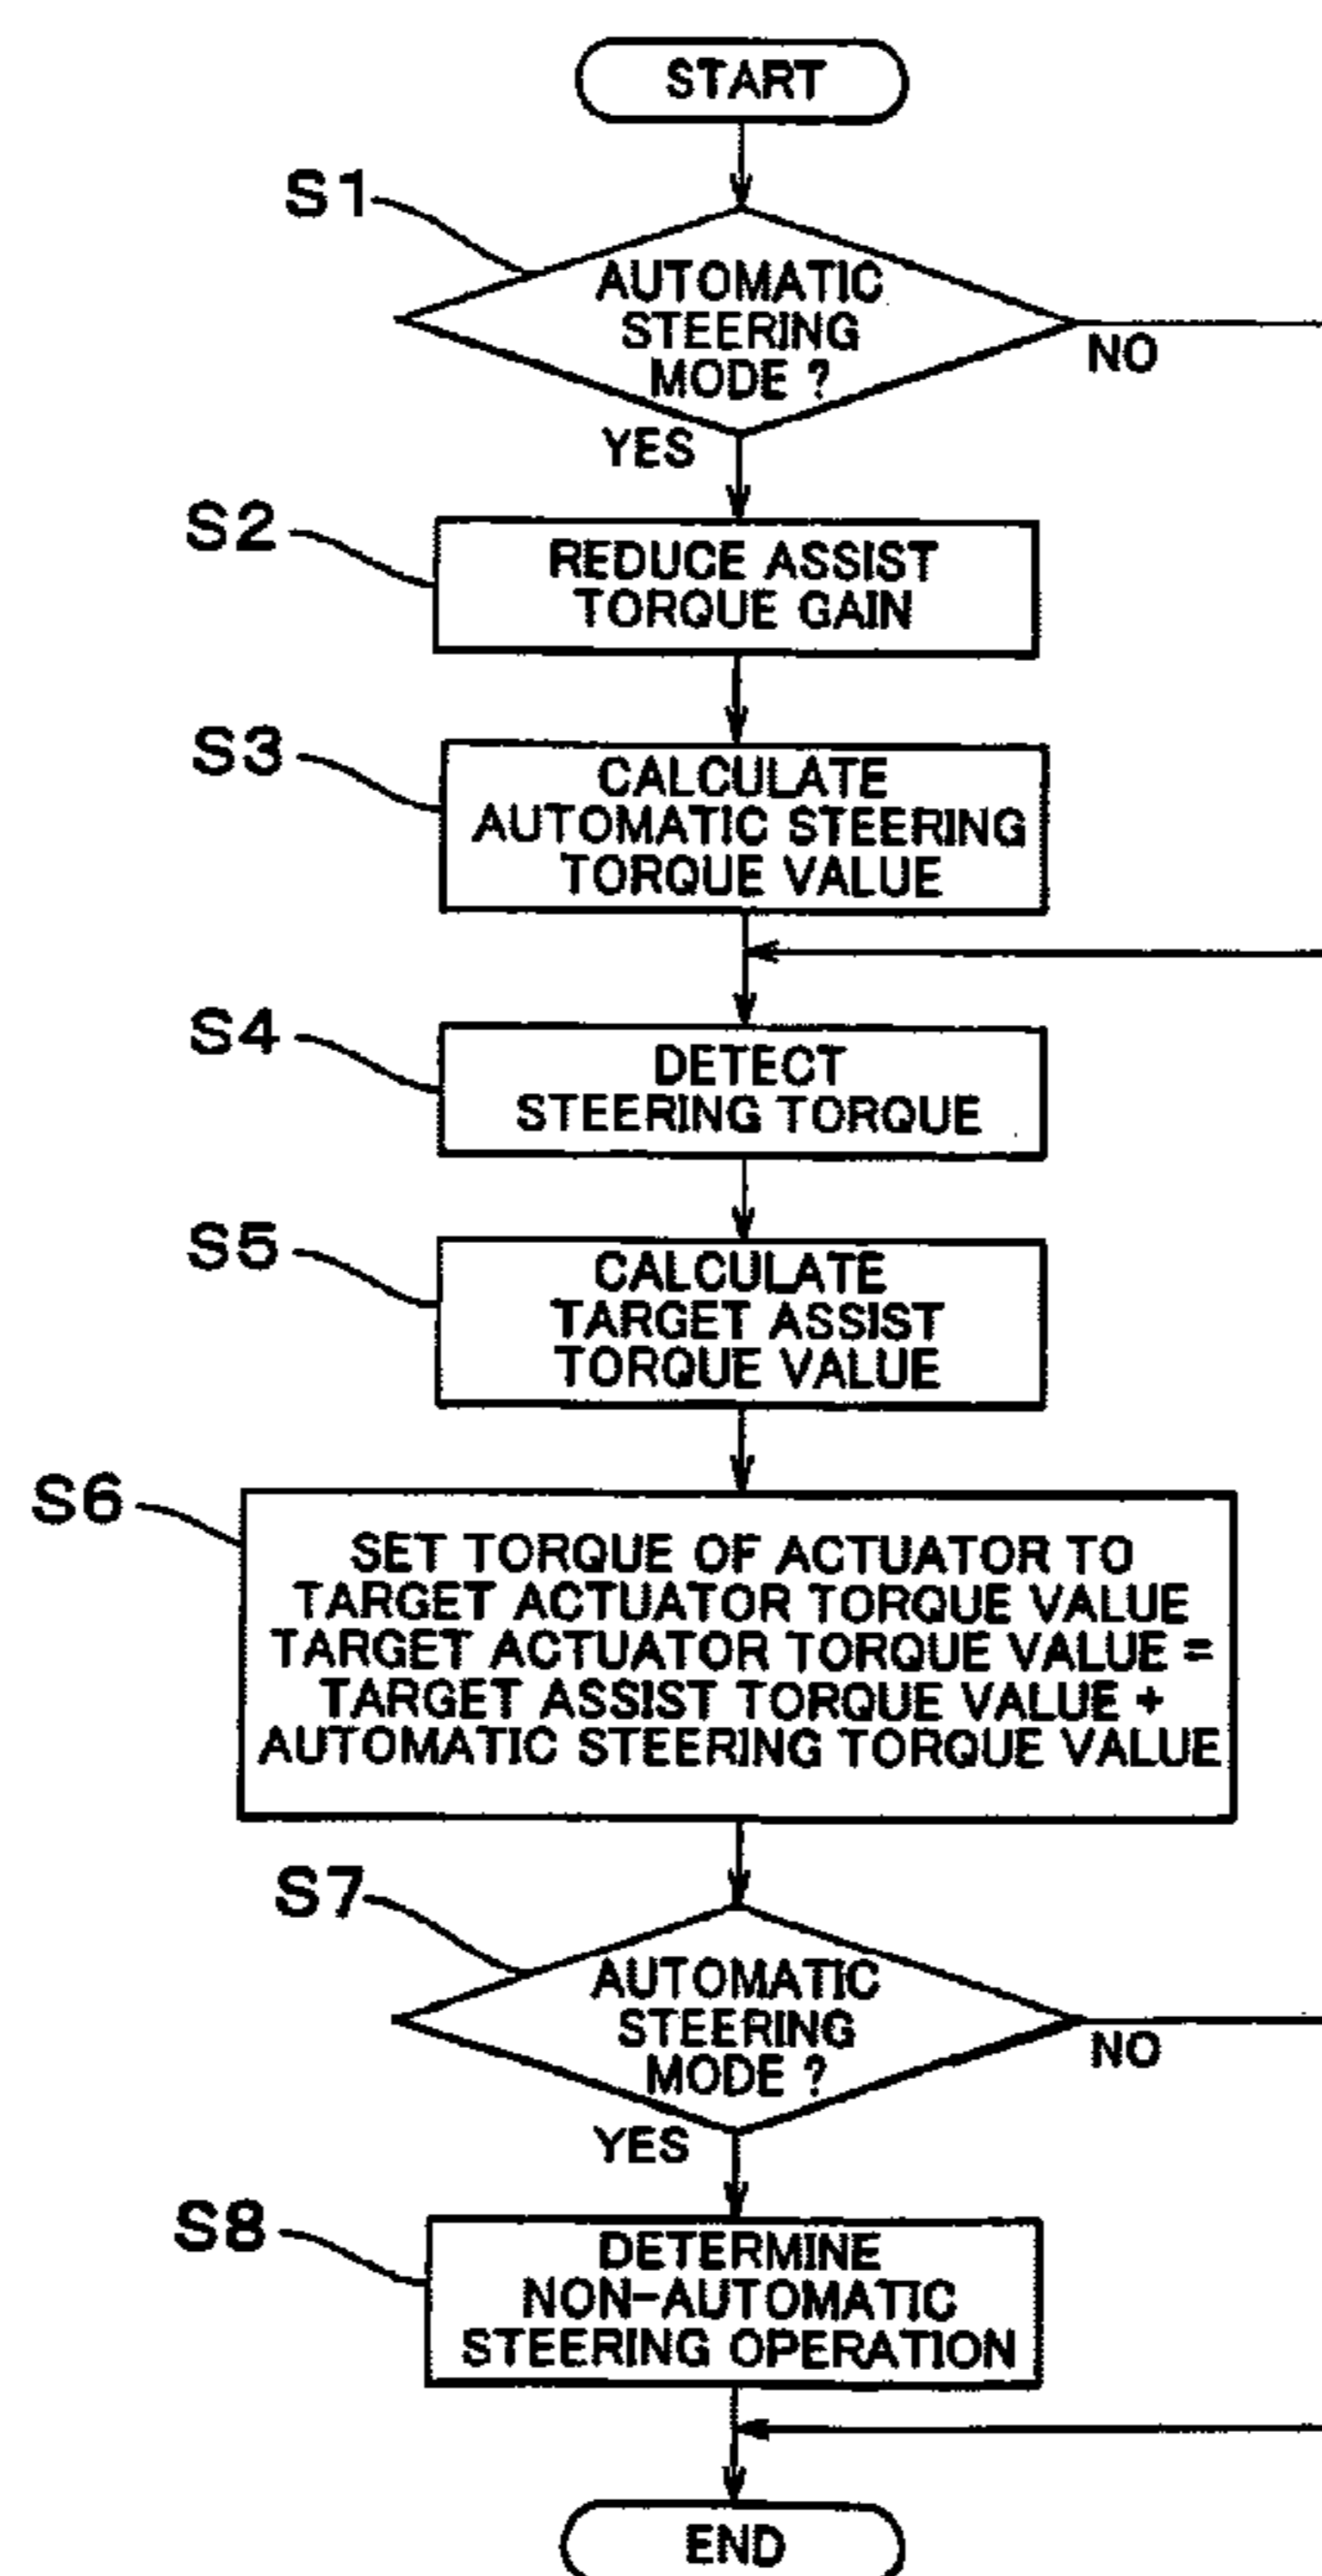 START
S1
AUTOMATIC
STEERING
MODE ?
NO
YES
S2
REDUCE ASSIST
TORQUE GAIN
S3
CALCULATE
AUTOMATIC STEERING
TORQUE VALUE
S4
DETECT
STEERING TORQUE
S5
CALCULATE
TARGET ASSIST
TORQUE VALUE
S6
SET TORQUE OF ACTUATOR TO
TARGET ACTUATOR TORQUE VALUE
TARGET ACTUATOR TORQUE VALUE =
TARGET ASSIST TORQUE VALUE +
AUTOMATIC STEERING TORQUE VALUE
S7
AUTOMATIC
STEERING
MODE ?
NO
YES
S8
DETERMINE
NON-AUTOMATIC
STEERING OPERATION
END